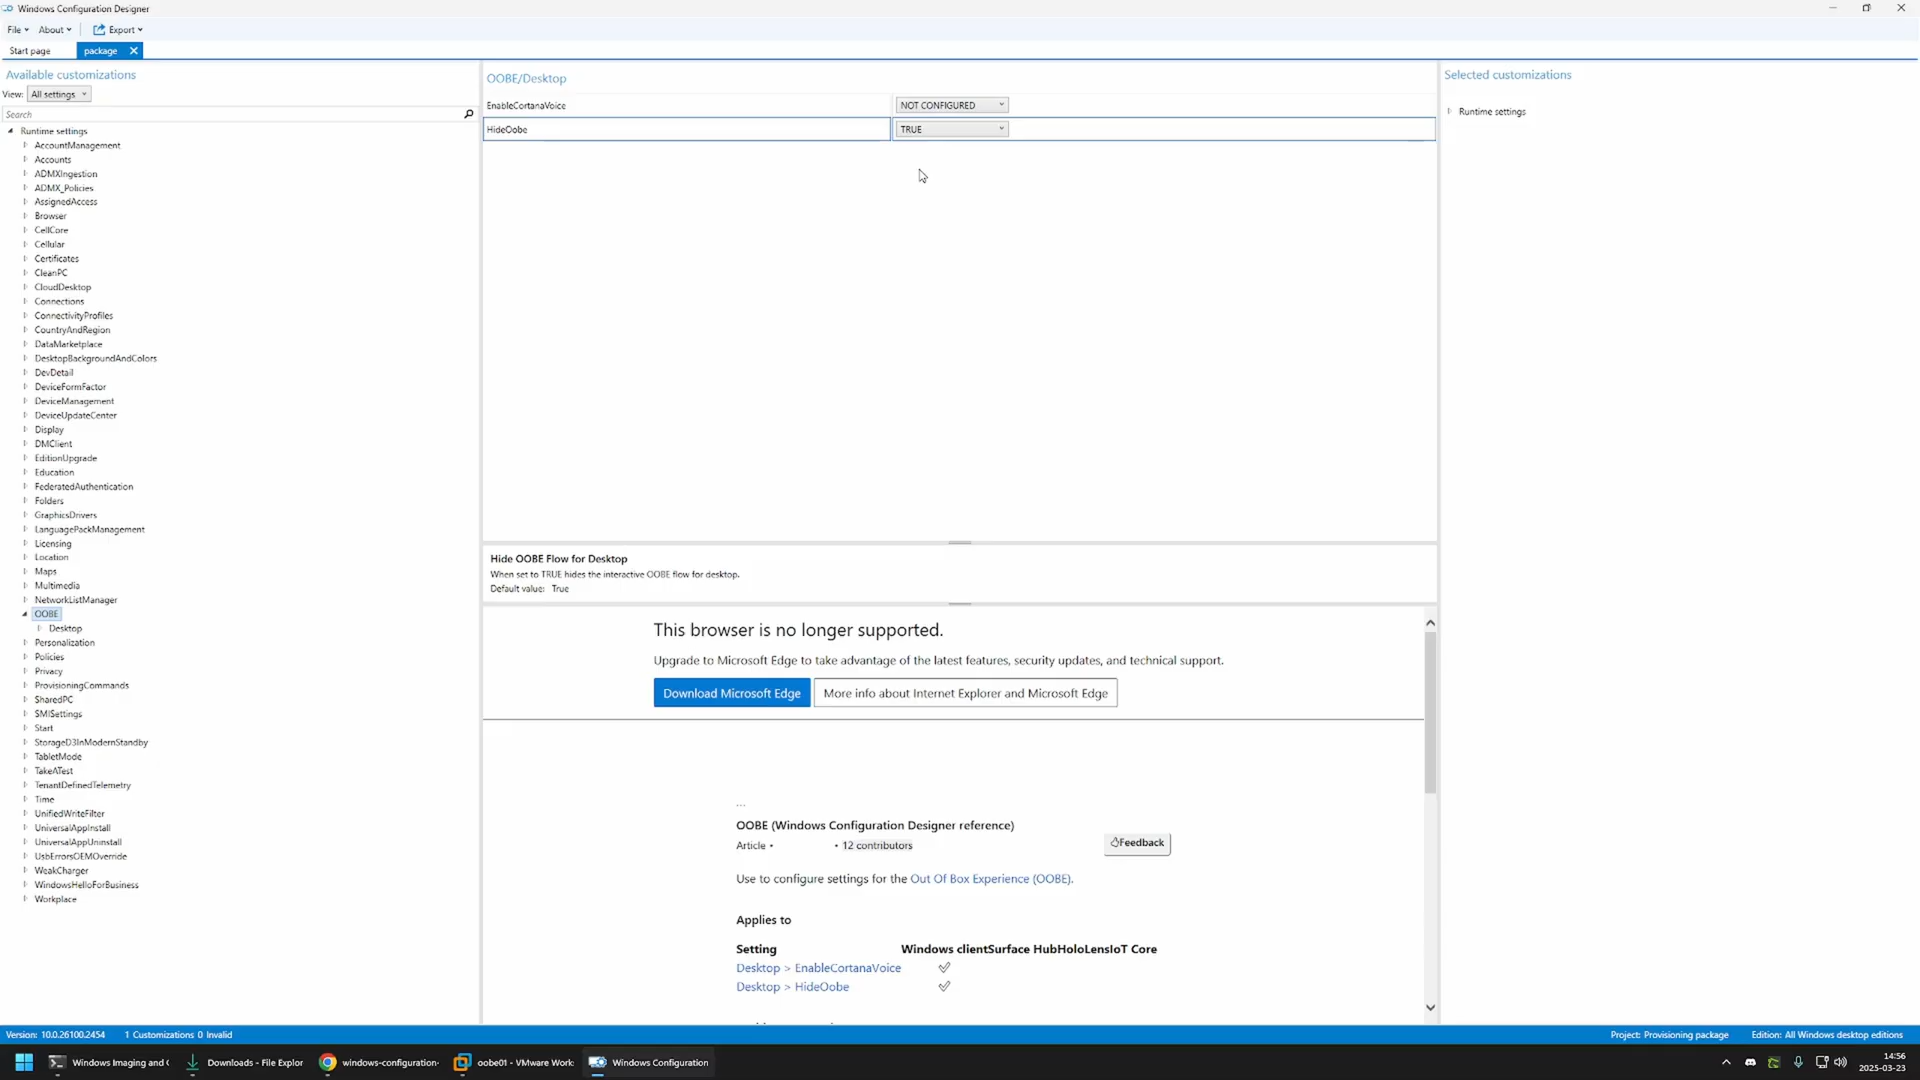 Windows Configuration Designer
File
About
Export
Start page
package
Available customizations
View:
All settings
Search
Runtime settings
AccountManagement
Accounts
ADMXIngestion
ADMX_Policies
AssignedAccess
Browser
CellCore
Cellular
Certificates
CleanPC
CloudDesktop
Connections
ConnectivityProfiles
CountryAndRegion
DataMarketplace
DesktopBackgroundAndColors
DevDetail
DeviceFormFactor
DeviceManagement
DeviceUpdateCenter
Display
DMClient
EditionUpgrade
Education
FederatedAuthentication
Folders
GraphicsDrivers
LanguagePackManagement
Licensing
Location
Maps
Multimedia
NetworkListManager
OOBE
Desktop
Personalization
Policies
Privacy
ProvisioningCommands
SharedPC
SMISettings
Start
StorageD3InModernStandby
TabletMode
TakeATest
TenantDefinedTelemetry
Time
UnifiedWriteFilter
UniversalAppInstall
UniversalAppUninstall
UsbErrorsOEMOverride
WeakCharger
WindowsHelloForBusiness
Workplace
OOBE/Desktop
EnableCortanaVoice
NOT CONFIGURED
HideOobe
TRUE
Hide OOBE Flow for Desktop
When set to TRUE hides the interactive OOBE flow for desktop.
Default value: True
This browser is no longer supported.
Upgrade to Microsoft Edge to take advantage of the latest features, security updates, and technical support.
Download Microsoft Edge
More info about Internet Explorer and Microsoft Edge
...
OOBE (Windows Configuration Designer reference)
Article • • 12 contributors
Feedback
Use to configure settings for the Out Of Box Experience (OOBE).
Applies to
Setting Windows clientSurface HubHoloLensIoT Core
Desktop > EnableCortanaVoice ✓
Desktop > HideOobe ✓
Selected customizations
Runtime settings
Version: 10.0.26100.2454 1 Customizations 0 Invalid
Project: Provisioning package Edition: All Windows desktop editions
Windows Imaging and
Downloads - File Explor
windows-configuration-
oobe01 - VMware Work
Windows Configuration
14:56
2025-03-23